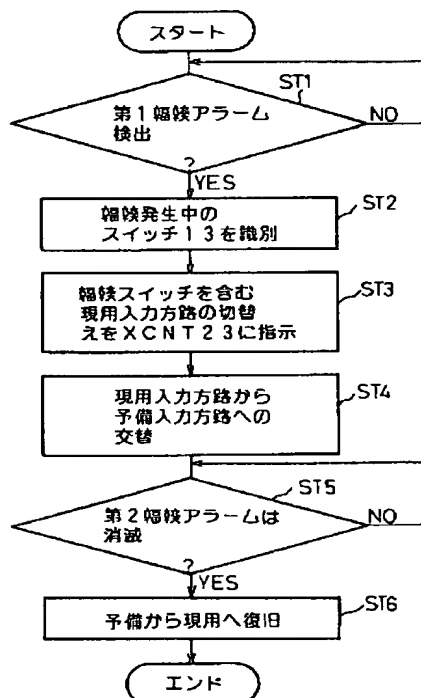 スタート
ST1
第1輻輳アラーム
検出
?
NO
YES
ST2
輻輳発生中の
スイッチ13を識別
ST3
輻輳スイッチを含む
現用入力方路の切替
えをXCNT23に指示
ST4
現用入力方路から
予備入力方路への
交替
ST5
第2輻輳アラームは
消滅
?
NO
YES
ST6
予備から現用へ復旧
エンド